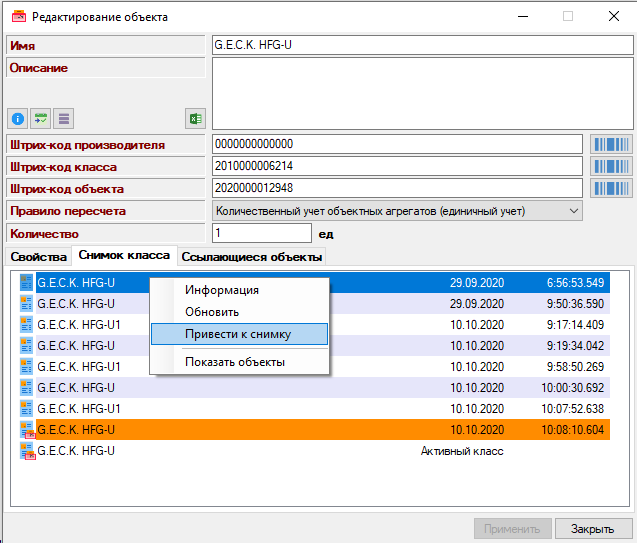 Редактирование объекта
Имя G.E.C.K. HFG-U
Описание
Штрих-код производителя 0000000000000
Штрих-код класса 2010000006214
Штрих-код объекта 2020000012948
Правило пересчета Количественный учет объектных агрегатов (единичный учет)
Количество 1 ед
Свойства Снимок класса Ссылающиеся объекты
G.E.C.K. HFG-U 29.09.2020 6:56:53.549
G.E.C.K. HFG-U 29.09.2020 9:50:36.590
G.E.C.K. HFG-U1 10.10.2020 9:17:14.409
G.E.C.K. HFG-U 10.10.2020 9:19:34.042
G.E.C.K. HFG-U1 10.10.2020 9:58:50.269
G.E.C.K. HFG-U 10.10.2020 10:00:30.692
G.E.C.K. HFG-U1 10.10.2020 10:07:52.638
G.E.C.K. HFG-U 10.10.2020 10:08:10.604
G.E.C.K. HFG-U Активный класс
Информация
Обновить
Привести к снимку
Показать объекты
Применить Закрыть